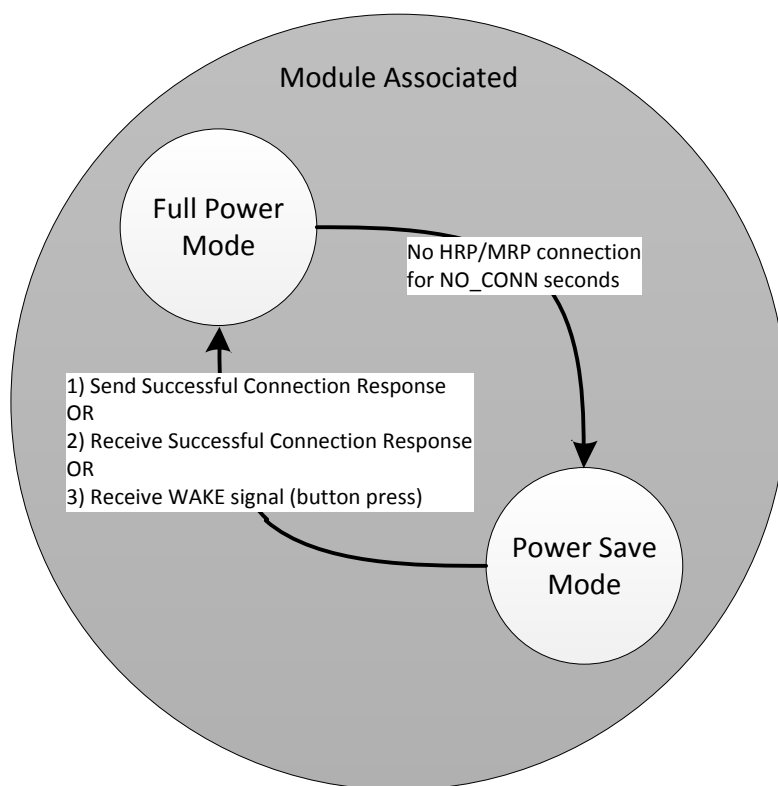 Module Associated
Full Power
Mode
No HRP/MRP connection
for NO_CONN seconds
1) Send Successful Connection Response
OR
2) Receive Successful Connection Response
OR
3) Receive WAKE signal (button press)
Power Save
Mode